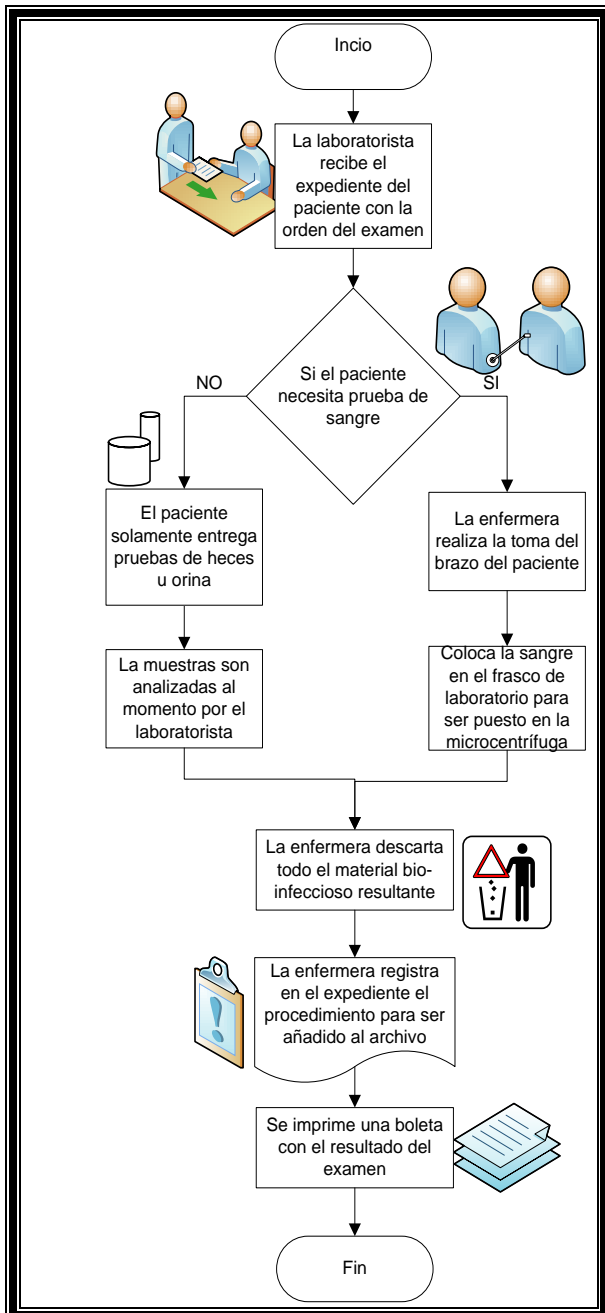 Incio
La laboratorista
recibe el
expediente del
paciente con la
orden del examen
Si el paciente
necesita prueba de
sangre
NO
SI
El paciente
solamente entrega
pruebas de heces
u orina
La muestras son
analizadas al
momento por el
laboratorista
La enfermera
realiza la toma del
brazo del paciente
Coloca la sangre
en el frasco de
laboratorio para
ser puesto en la
microcentrífuga
La enfermera descarta
todo el material bio-
infeccioso resultante
La enfermera registra
en el expediente el
procedimiento para ser
añadido al archivo
Se imprime una boleta
con el resultado del
examen
Fin